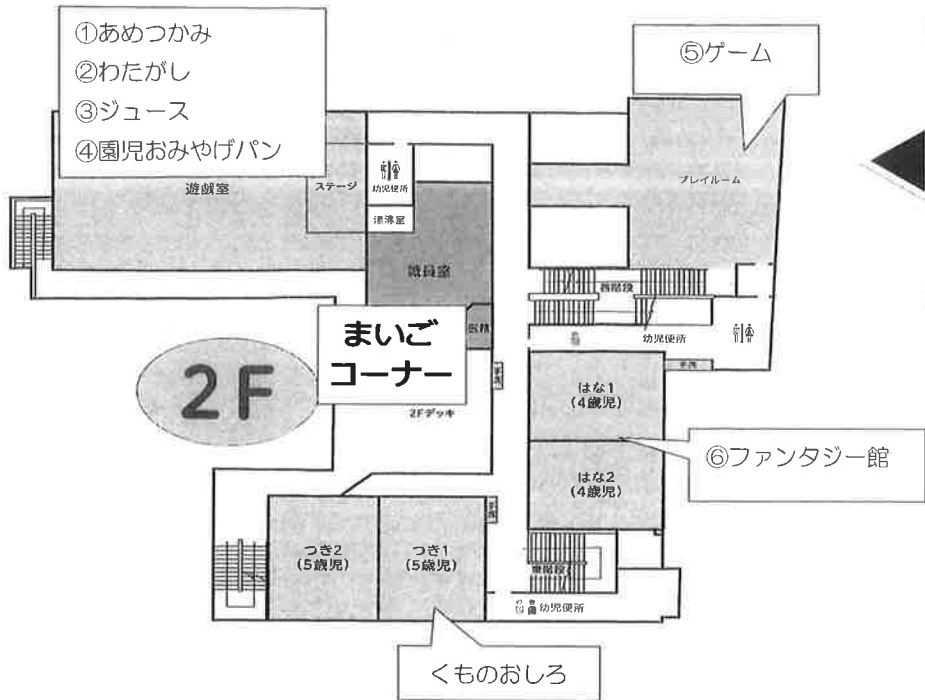 ①あめつかみ
②わたがし
③ジュース
④園児おみやげパン
⑤ゲーム
遊戯室
ステージ
幼児便所
湯沸室
職員室
プレイルーム
西階段
幼児便所
まいご
コーナー
2F
2Fデッキ
はな1
(4歳児)
はな2
(4歳児)
⑥ファンタジー館
つき2
(5歳児)
つき1
(5歳児)
東階段
幼児便所
くものおしろ